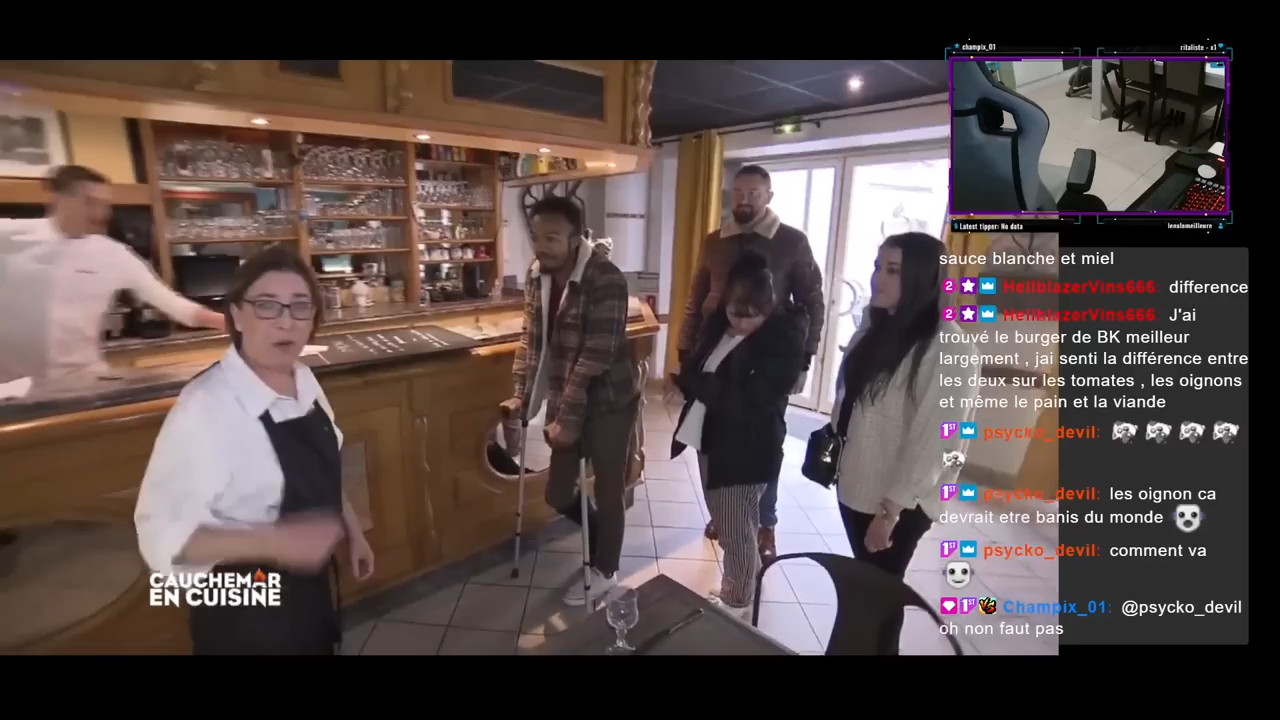 champix_01
ritaliste - x1
Latest tipper: No data
lenslameilleure
sauce blanche et miel
HellblazerVins666: difference
HellblazerVins666: J'ai
trouvé le burger de BK meilleur
largement , jai senti la différence entre
les deux sur les tomates , les oignons
et même le pain et la viande
psycko_devil:
psycko_devil: les oignon ca
devrait etre banis du monde
psycko_devil: comment va
Champix_01: @psycko_devil
oh non faut pas
CAUCHEMAR
EN CUISINE